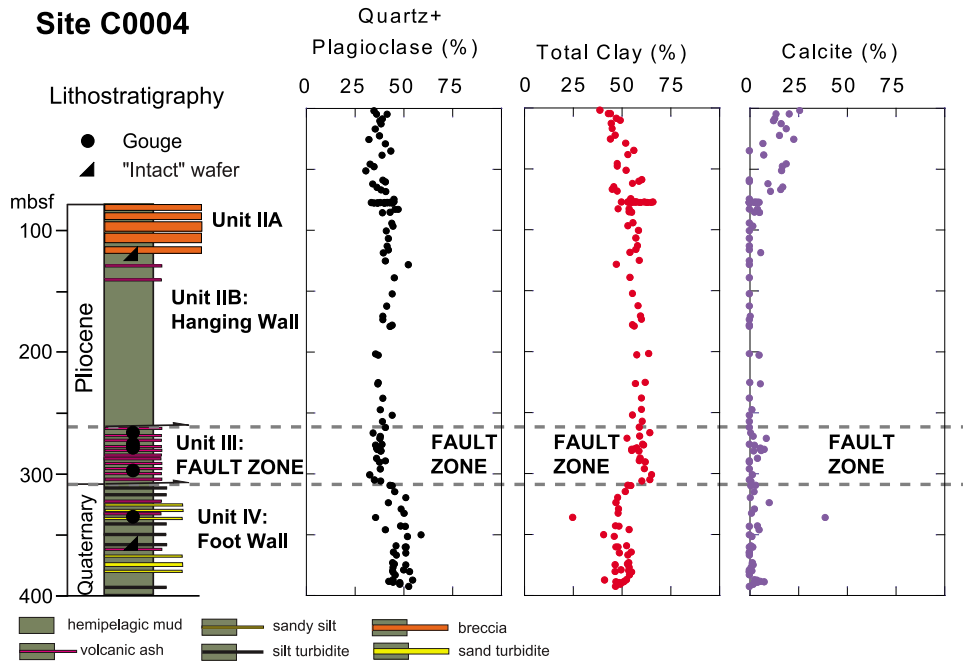 Site C0004
Lithostratigraphy
Gouge
"Intact" wafer
mbsf
100
200
300
400
Pliocene
Quaternary
Unit IIA
Unit IIB:
Hanging Wall
Unit III:
FAULT ZONE
Unit IV:
Foot Wall
Quartz+
Plagioclase (%)
0 25 50 75
FAULT
ZONE
Total Clay (%)
0 25 50 75
FAULT
ZONE
Calcite (%)
0 25 50 75
FAULT
ZONE
hemipelagic mud
sandy silt
breccia
volcanic ash
silt turbidite
sand turbidite